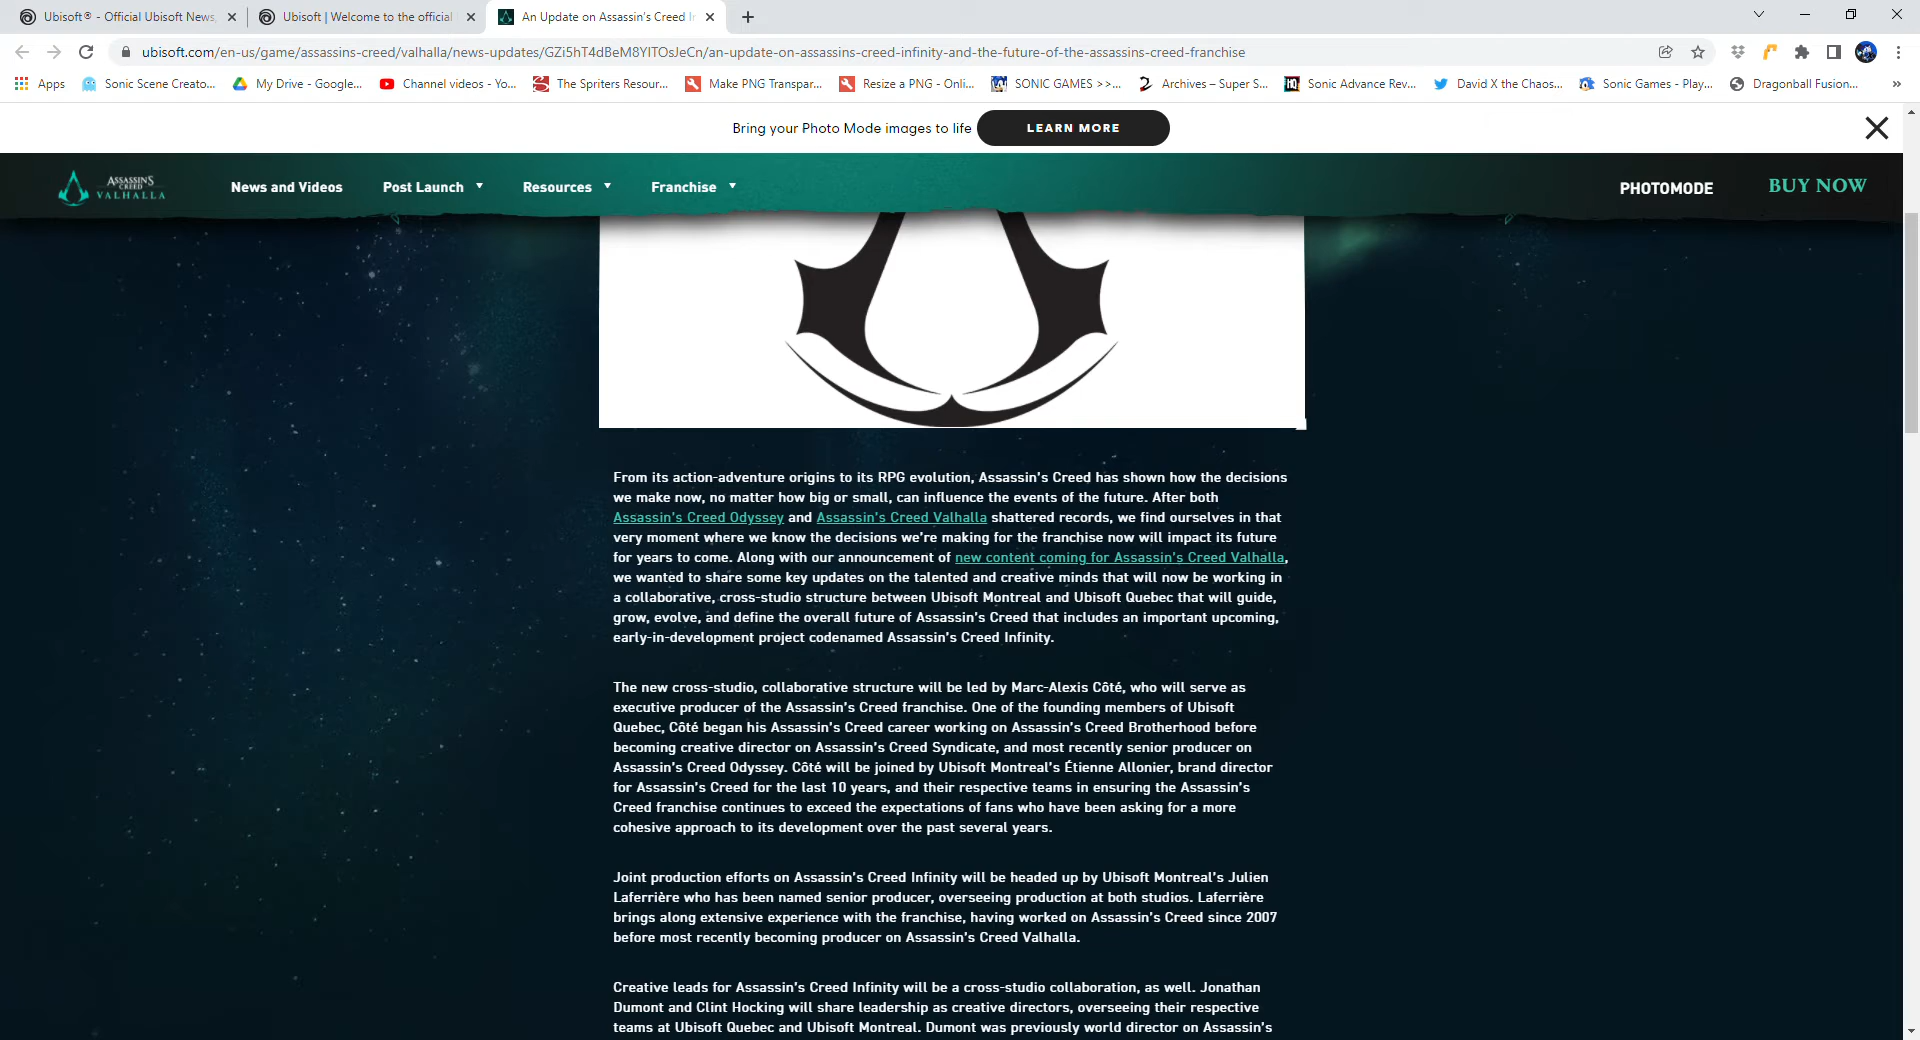 Ubisoft® - Official Ubisoft News,
Ubisoft | Welcome to the official
An Update on Assassin's Creed In
ubisoft.com/en-us/game/assassins-creed/valhalla/news-updates/GZi5hT4dBeM8YlTOsJeCn/an-update-on-assassins-creed-infinity-and-the-future-of-the-assassins-creed-franchise
Apps
Sonic Scene Creato...
My Drive - Google...
Channel videos - Yo...
The Spriters Resour...
Make PNG Transpar...
Resize a PNG - Onli...
SONIC GAMES >>...
Archives – Super S...
Sonic Advance Rev...
David X the Chaos...
Sonic Games - Play...
Dragonball Fusion...
»
Bring your Photo Mode images to life
LEARN MORE
ASSASSIN'S
CREED
VALHALLA
News and Videos
Post Launch
Resources
Franchise
PHOTOMODE
BUY NOW
From its action-adventure origins to its RPG evolution, Assassin's Creed has shown how the decisions
we make now, no matter how big or small, can influence the events of the future. After both
Assassin's Creed Odyssey and Assassin's Creed Valhalla shattered records, we find ourselves in that
very moment where we know the decisions we're making for the franchise now will impact its future
for years to come. Along with our announcement of new content coming for Assassin's Creed Valhalla,
we wanted to share some key updates on the talented and creative minds that will now be working in
a collaborative, cross-studio structure between Ubisoft Montreal and Ubisoft Quebec that will guide,
grow, evolve, and define the overall future of Assassin's Creed that includes an important upcoming,
early-in-development project codenamed Assassin's Creed Infinity.
The new cross-studio, collaborative structure will be led by Marc-Alexis Côté, who will serve as
executive producer of the Assassin's Creed franchise. One of the founding members of Ubisoft
Quebec, Côté began his Assassin's Creed career working on Assassin's Creed Brotherhood before
becoming creative director on Assassin's Creed Syndicate, and most recently senior producer on
Assassin's Creed Odyssey. Côté will be joined by Ubisoft Montreal's Étienne Allonier, brand director
for Assassin's Creed for the last 10 years, and their respective teams in ensuring the Assassin's
Creed franchise continues to exceed the expectations of fans who have been asking for a more
cohesive approach to its development over the past several years.
Joint production efforts on Assassin's Creed Infinity will be headed up by Ubisoft Montreal's Julien
Laferrière who has been named senior producer, overseeing production at both studios. Laferrière
brings along extensive experience with the franchise, having worked on Assassin's Creed since 2007
before most recently becoming producer on Assassin's Creed Valhalla.
Creative leads for Assassin's Creed Infinity will be a cross-studio collaboration, as well. Jonathan
Dumont and Clint Hocking will share leadership as creative directors, overseeing their respective
teams at Ubisoft Quebec and Ubisoft Montreal. Dumont was previously world director on Assassin's